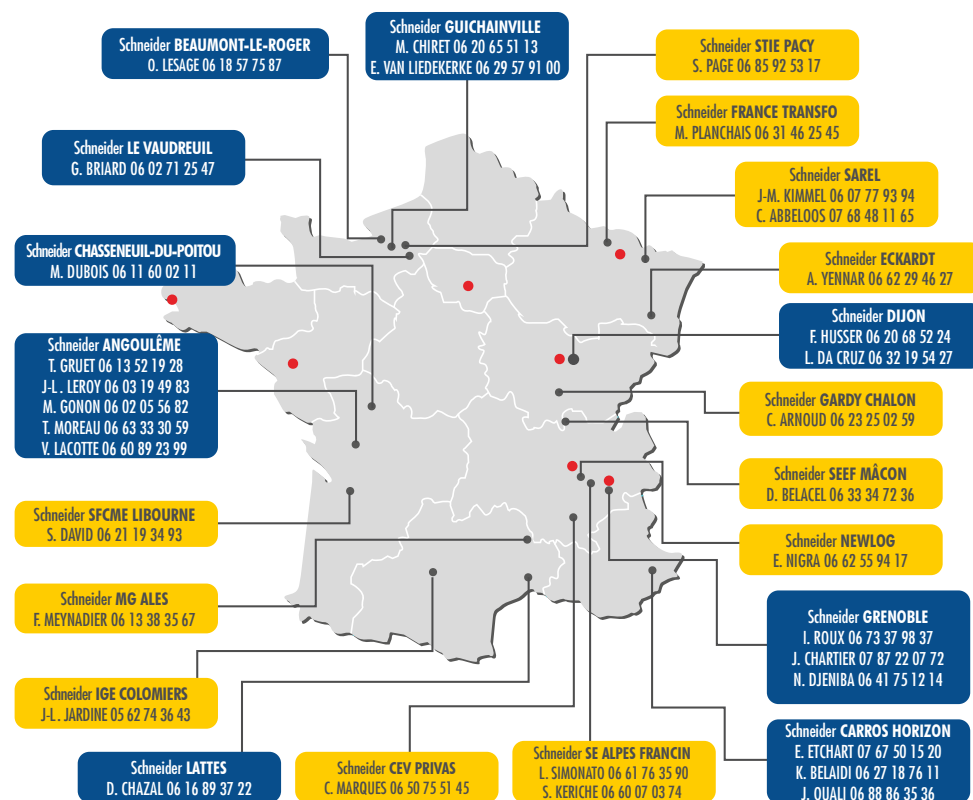 Schneider BEAUMONT-LE-ROGER
O. LESAGE 06 18 57 75 87
Schneider GUICHAINVILLE
M. CHIRET 06 20 65 51 13
E. VAN LIEDEKERKE 06 29 57 91 00
Schneider STIE PACY
S. PAGE 06 85 92 53 17
Schneider FRANCE TRANSFO
M. PLANCHAIS 06 31 46 25 45
Schneider LE VAUDREUIL
G. BRIARD 06 02 71 25 47
Schneider SAREL
J-M. KIMMEL 06 07 77 93 94
C. ABBELOOS 07 68 48 11 65
Schneider CHASSENEUIL-DU-POITOU
M. DUBOIS 06 11 60 02 11
Schneider ECKARDT
A. YENNAR 06 62 29 46 27
Schneider DIJON
F. HUSSER 06 20 68 52 24
L. DA CRUZ 06 32 19 54 27
Schneider ANGOULÊME
T. GRUET 06 13 52 19 28
J-L. LEROY 06 03 19 49 83
M. GONON 06 02 05 56 82
T. MOREAU 06 63 33 30 59
V. LACOTTE 06 60 89 23 99
Schneider GARDY CHALON
C. ARNOUD 06 23 25 02 59
Schneider SEEF MÂCON
D. BELACEL 06 33 34 72 36
Schneider SFCME LIBOURNE
S. DAVID 06 21 19 34 93
Schneider NEWLOG
E. NIGRA 06 62 55 94 17
Schneider MG ALES
F. MEYNADIER 06 13 38 35 67
Schneider GRENOBLE
I. ROUX 06 73 37 98 37
J. CHARTIER 07 87 22 07 72
N. DJENIBA 06 41 75 12 14
Schneider IGE COLOMIERS
J-L. JARDINE 05 62 74 36 43
Schneider LATTES
D. CHAZAL 06 16 89 37 22
Schneider CEV PRIVAS
C. MARQUES 06 50 75 51 45
Schneider SE ALPES FRANCIN
L. SIMONATO 06 61 76 35 90
S. KERICHE 06 60 07 03 74
Schneider CARROS HORIZON
E. ETCHART 07 67 50 15 20
K. BELAIDI 06 27 18 76 11
J. OUALI 06 88 86 35 36